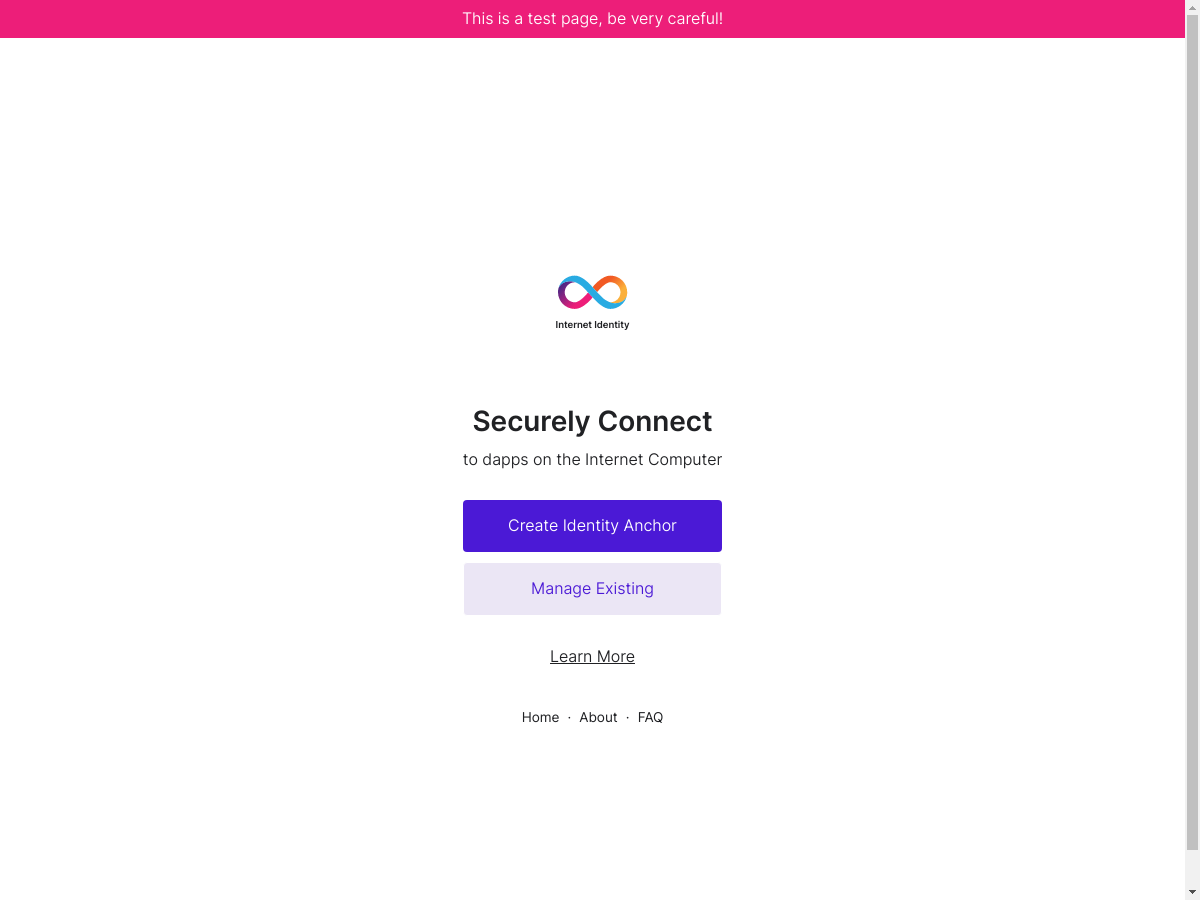 This is a test page, be very careful!
Internet Identity
Securely Connect
to dapps on the Internet Computer
Create Identity Anchor
Manage Existing
Learn More
Home · About · FAQ